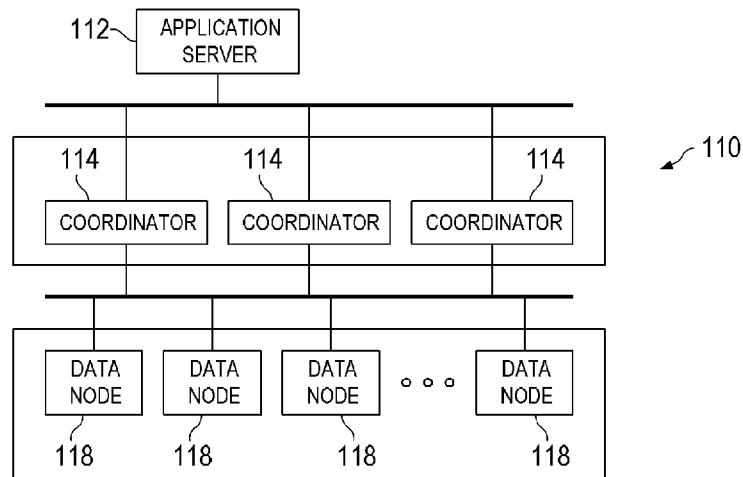 112
APPLICATION
SERVER
110
114
114
114
COORDINATOR
COORDINATOR
COORDINATOR
DATA
NODE
DATA
NODE
DATA
NODE
DATA
NODE
118
118
118
118